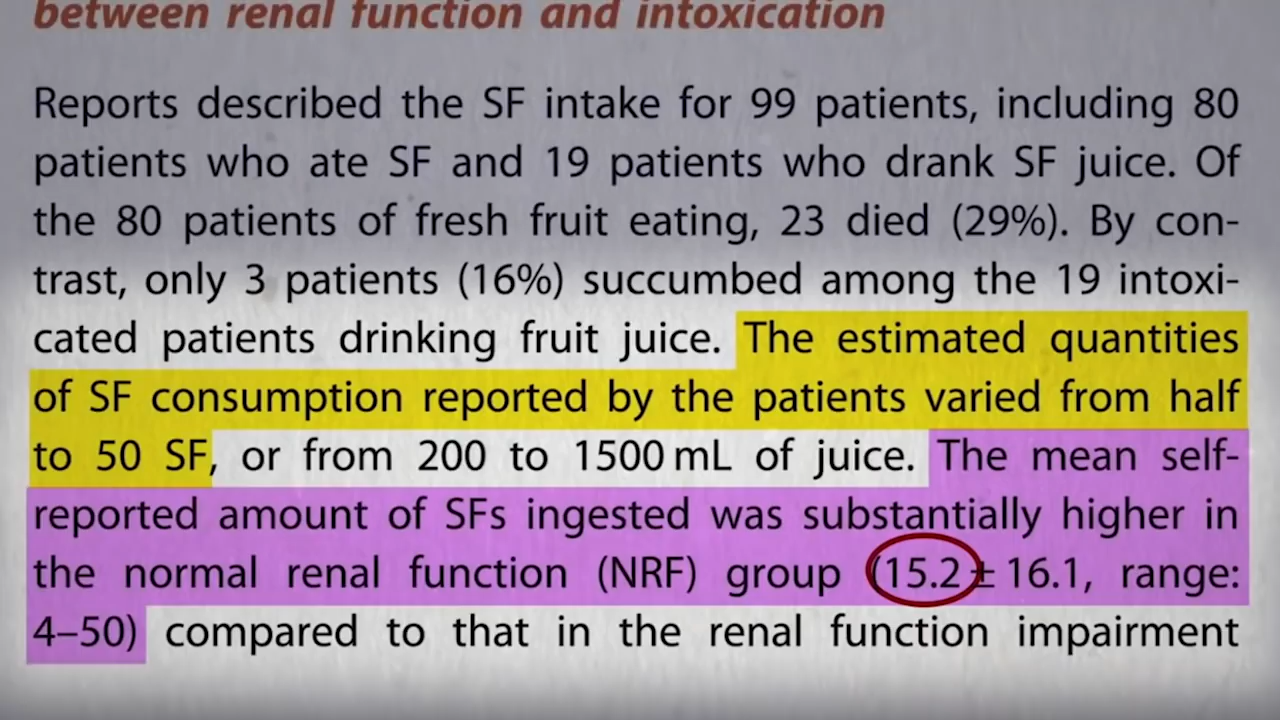 between renal function and intoxication
Reports described the SF intake for 99 patients, including 80
patients who ate SF and 19 patients who drank SF juice. Of
the 80 patients of fresh fruit eating, 23 died (29%). By con-
trast, only 3 patients (16%) succumbed among the 19 intoxi-
cated patients drinking fruit juice. The estimated quantities
of SF consumption reported by the patients varied from half
to 50 SF, or from 200 to 1500 mL of juice. The mean self-
reported amount of SFs ingested was substantially higher in
the normal renal function (NRF) group (15.2 ± 16.1, range:
4–50) compared to that in the renal function impairment